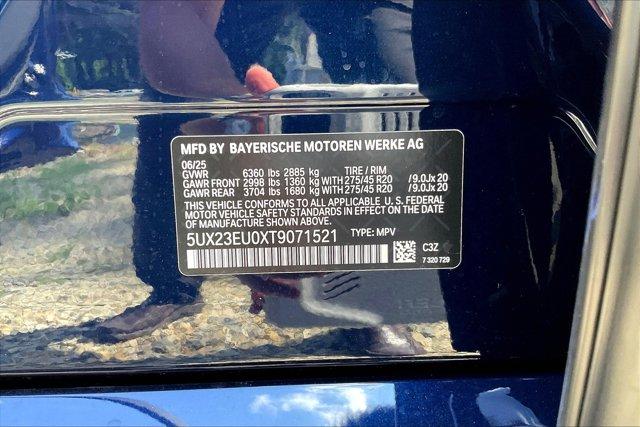 MFD BY BAYERISCHE MOTOREN WERKE AG
06/25
GVWR 6360 lbs 2885 kg TIRE / RIM
GAWR FRONT 2998 lbs 1360 kg WITH 275/45 R20 / 9.0Jx 20
GAWR REAR 3704 lbs 1680 kg WITH 275/45 R20 / 9.0Jx 20
THIS VEHICLE CONFORMS TO ALL APPLICABLE U. S. FEDERAL
MOTOR VEHICLE SAFETY STANDARDS IN EFFECT ON THE DATE
OF MANUFACTURE SHOWN ABOVE.
5UX23EU0XT9071521 TYPE: MPV
C3Z
7 320 729